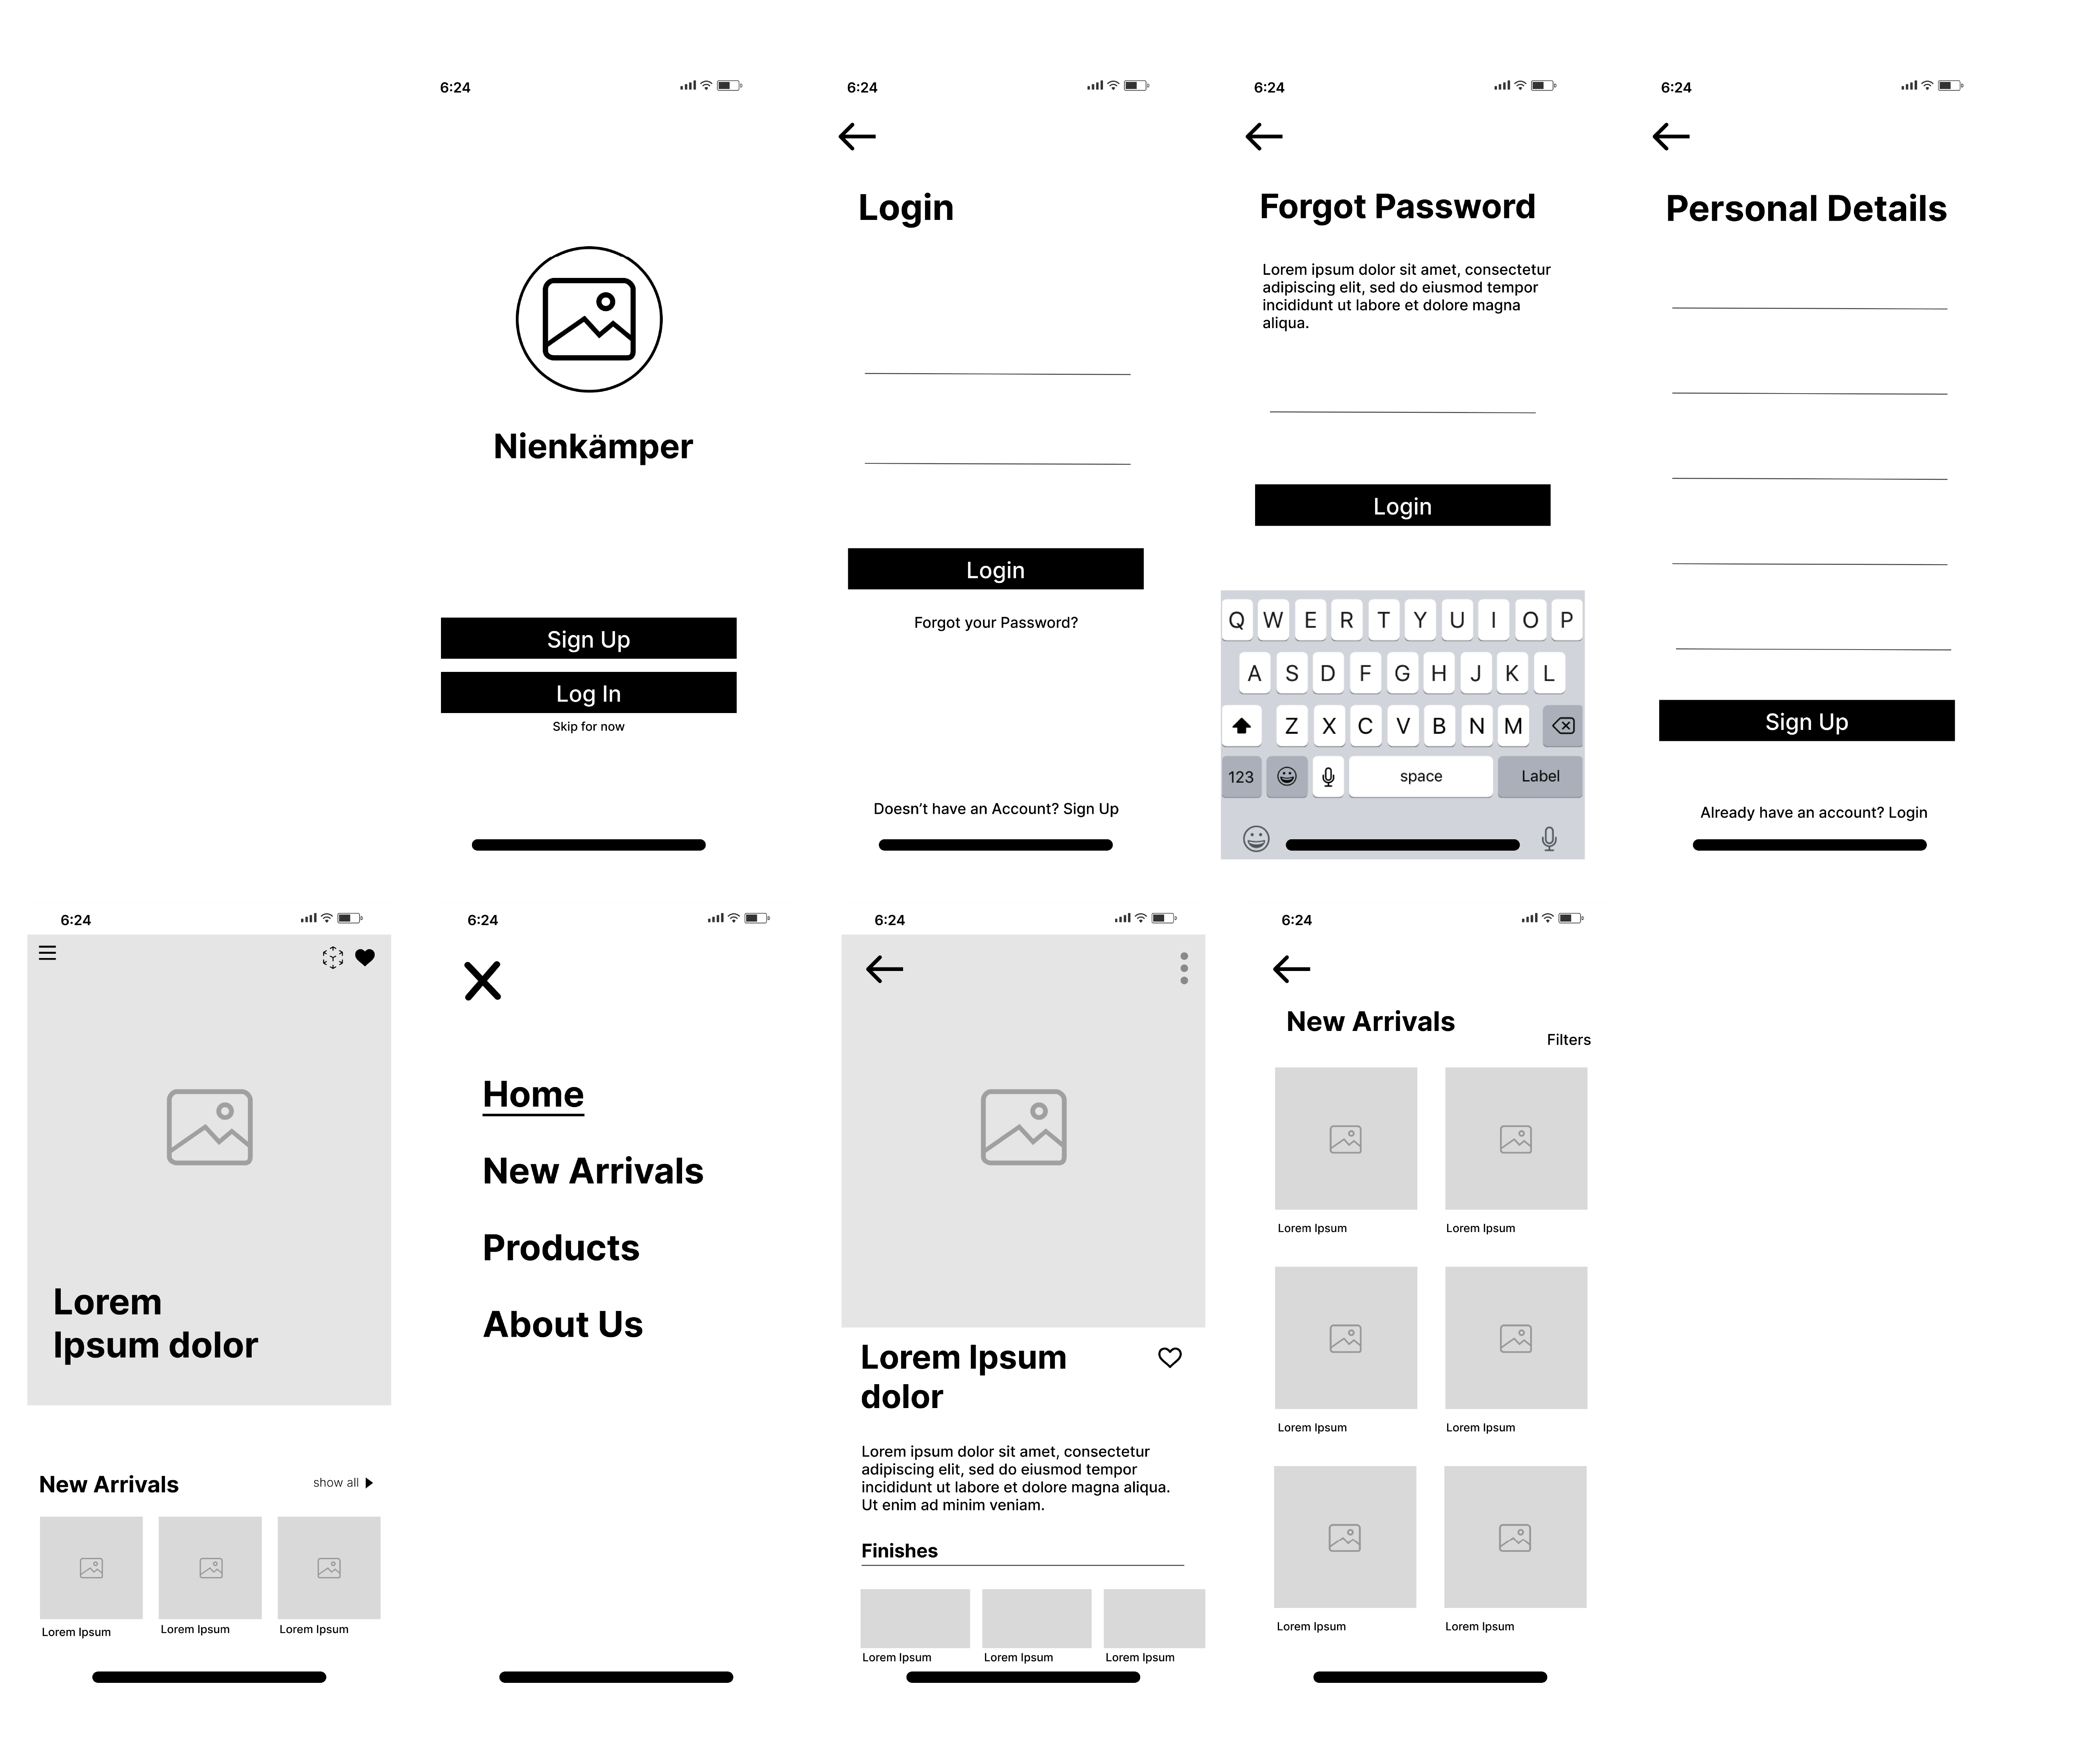 6:24
Nienkämper
Sign Up
Log In
Skip for now
6:24
Login
Login
Forgot your Password?
Doesn’t have an Account? Sign Up
6:24
Forgot Password
Lorem ipsum dolor sit amet, consectetur
adipiscing elit, sed do eiusmod tempor
incididunt ut labore et dolore magna
aliqua.
Login
Q W E R T Y U I O P
A S D F G H J K L
Z X C V B N M
123 space Label
6:24
Personal Details
Sign Up
Already have an account? Login
6:24
Lorem
Ipsum dolor
New Arrivals show all
Lorem Ipsum Lorem Ipsum Lorem Ipsum
6:24
Home
New Arrivals
Products
About Us
6:24
Lorem Ipsum
dolor
Lorem ipsum dolor sit amet, consectetur
adipiscing elit, sed do eiusmod tempor
incididunt ut labore et dolore magna aliqua.
Ut enim ad minim veniam.
Finishes
Lorem Ipsum Lorem Ipsum Lorem Ipsum
6:24
New Arrivals
Filters
Lorem Ipsum Lorem Ipsum
Lorem Ipsum Lorem Ipsum
Lorem Ipsum Lorem Ipsum